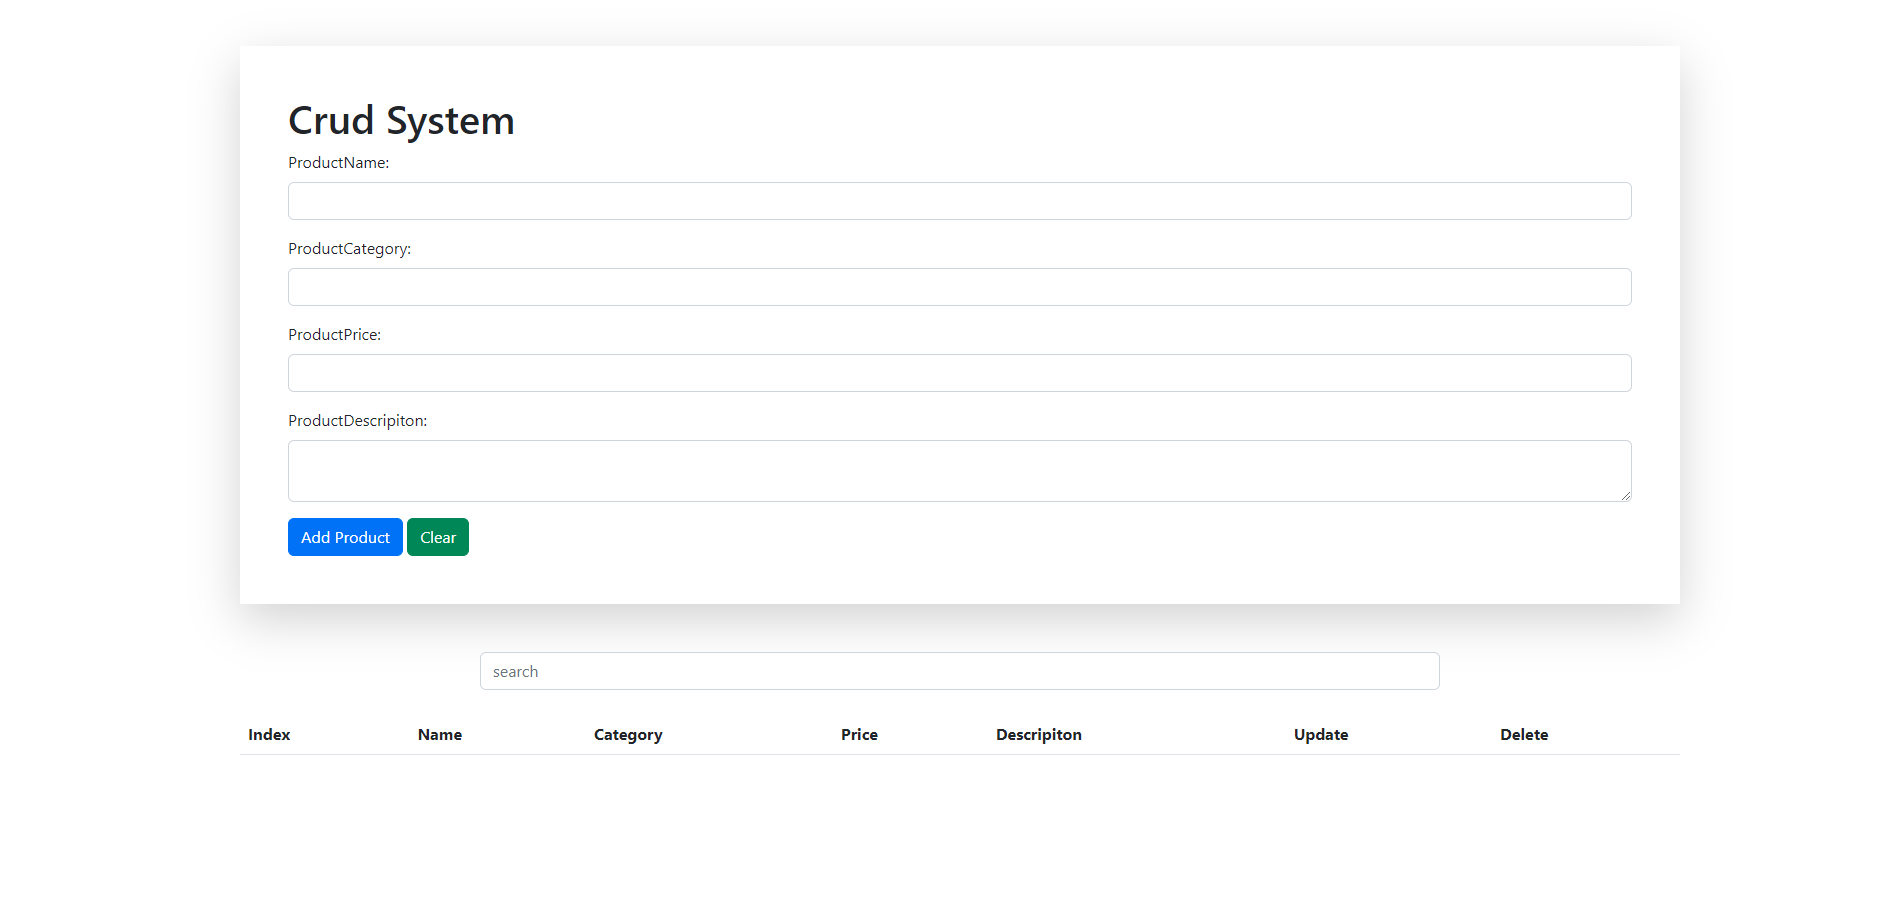 Crud System
ProductName:
ProductCategory:
ProductPrice:
ProductDescripiton:
Add Product Clear
search
Index Name Category Price Descripiton Update Delete